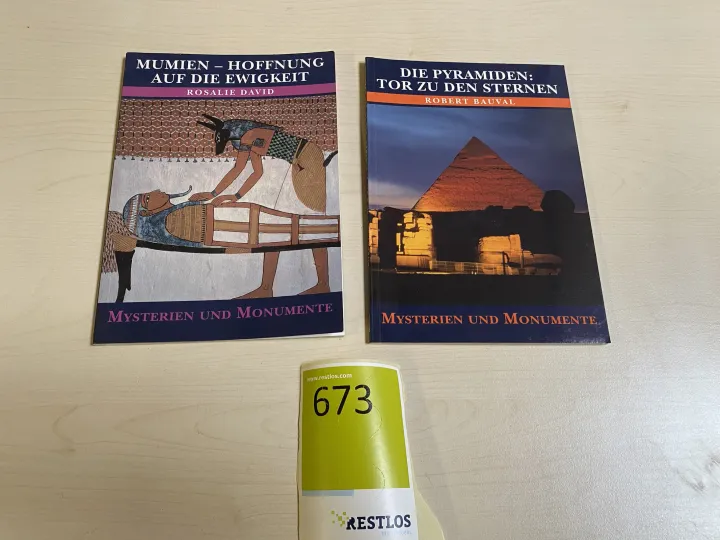 MUMIEN – HOFFNUNG
AUF DIE EWIGKEIT
ROSALIE DAVID
MYSTERIEN UND MONUMENTE
DIE PYRAMIDEN:
TOR ZU DEN STERNEN
ROBERT BAUVAL
MYSTERIEN UND MONUMENTE
www.restlos.com
673
RESTLOS